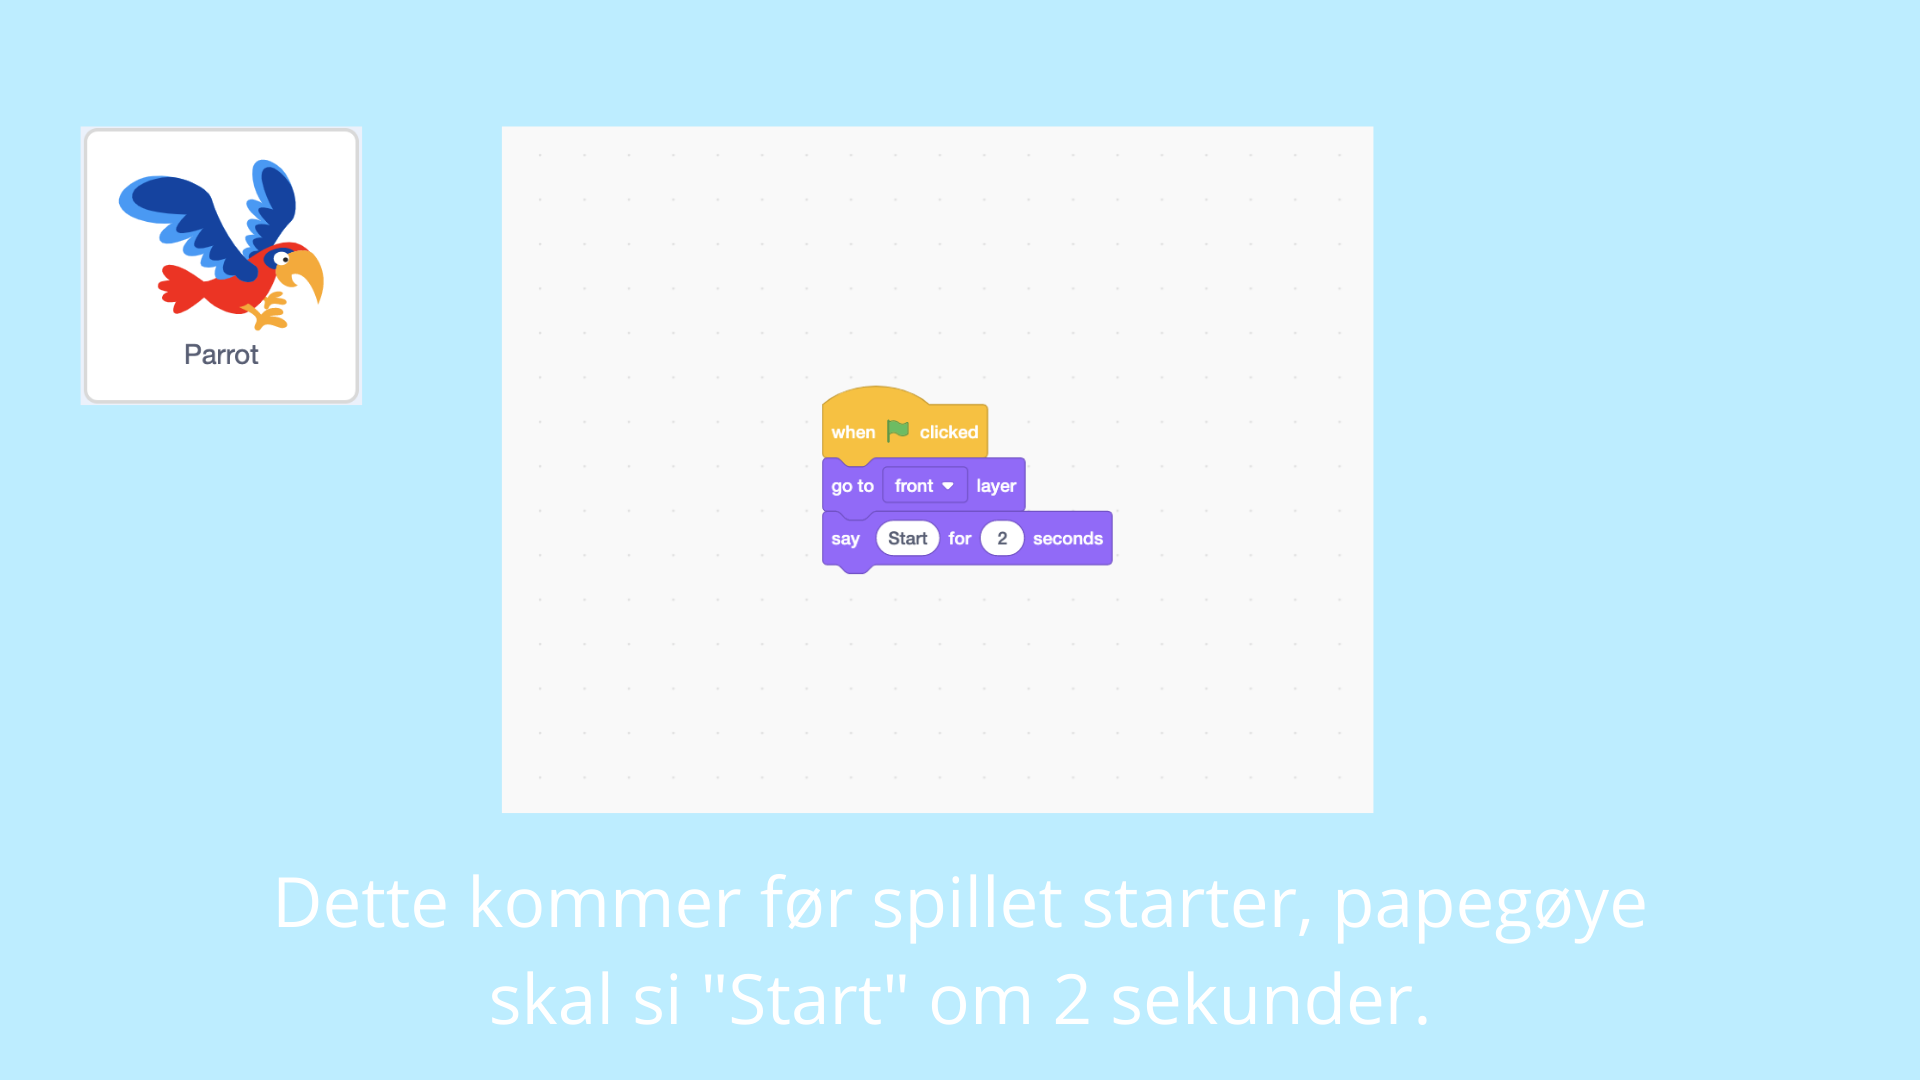 Parrot
when clicked
go to front layer
say Start for 2 seconds
Dette kommer før spillet starter, papegøye
skal si "Start" om 2 sekunder.